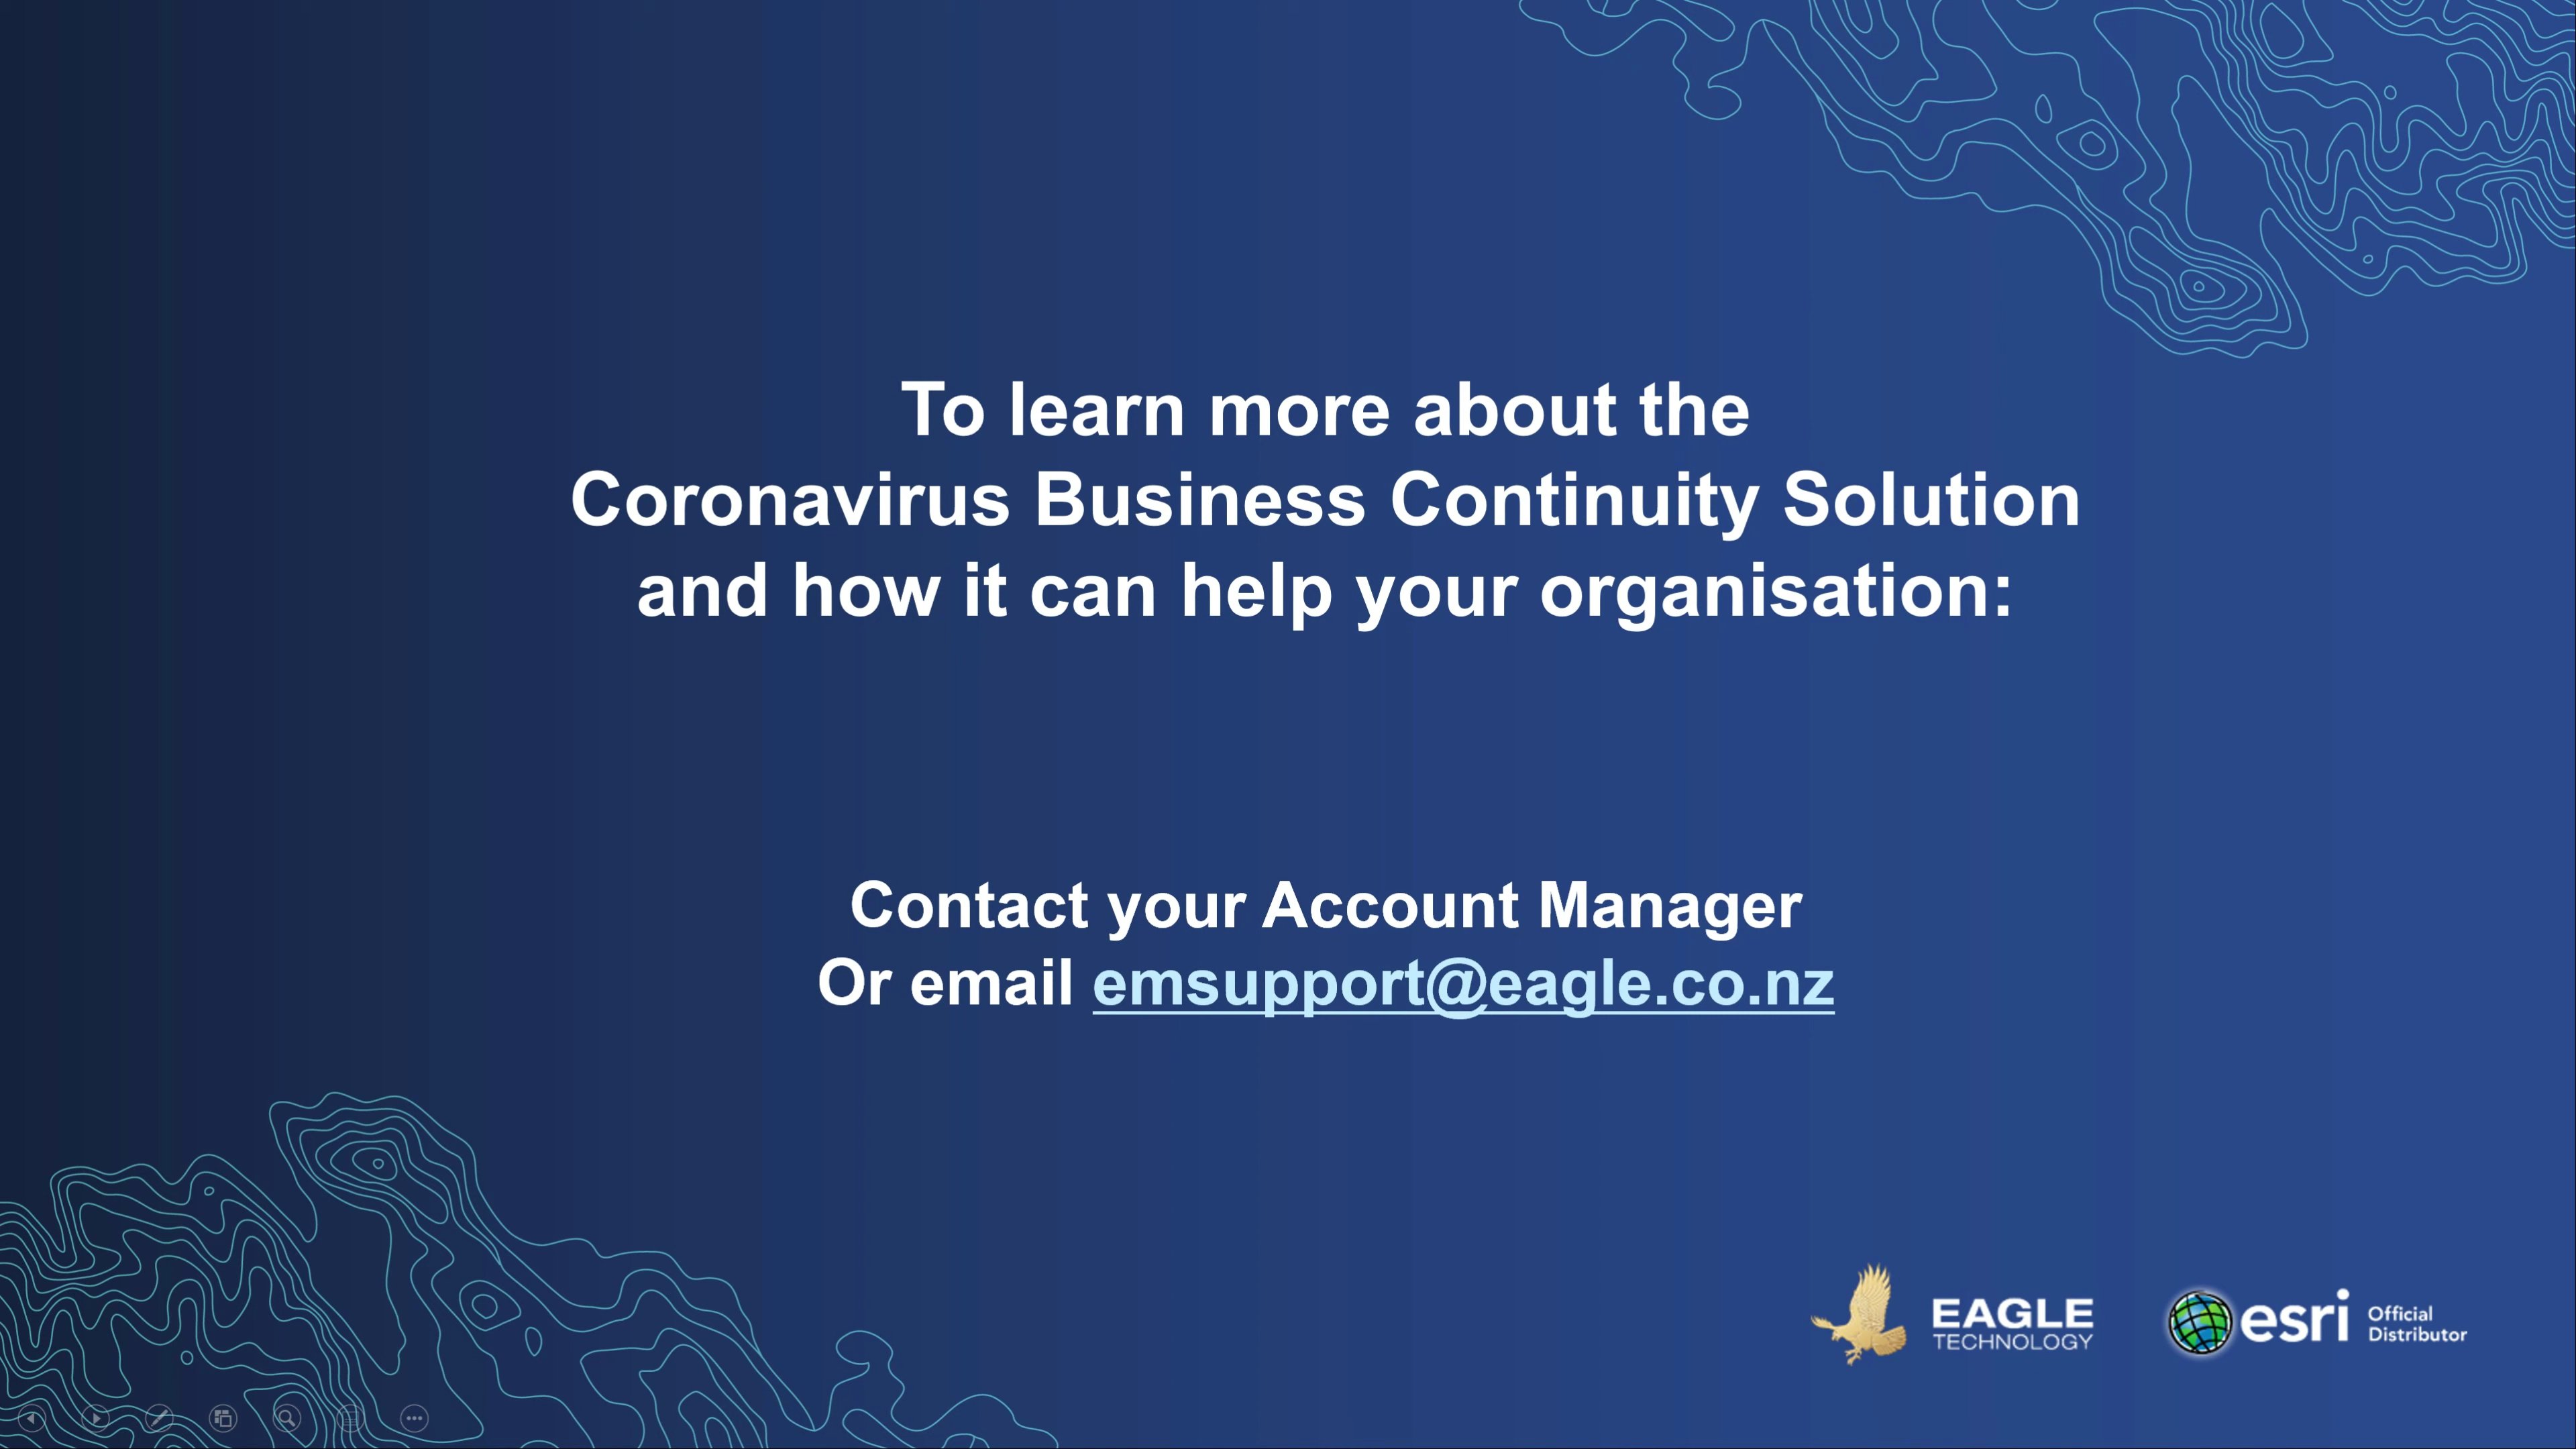 To learn more about the
Coronavirus Business Continuity Solution
and how it can help your organisation:
Contact your Account Manager
Or email emsupport@eagle.co.nz
EAGLE
TECHNOLOGY
esri
Official
Distributor